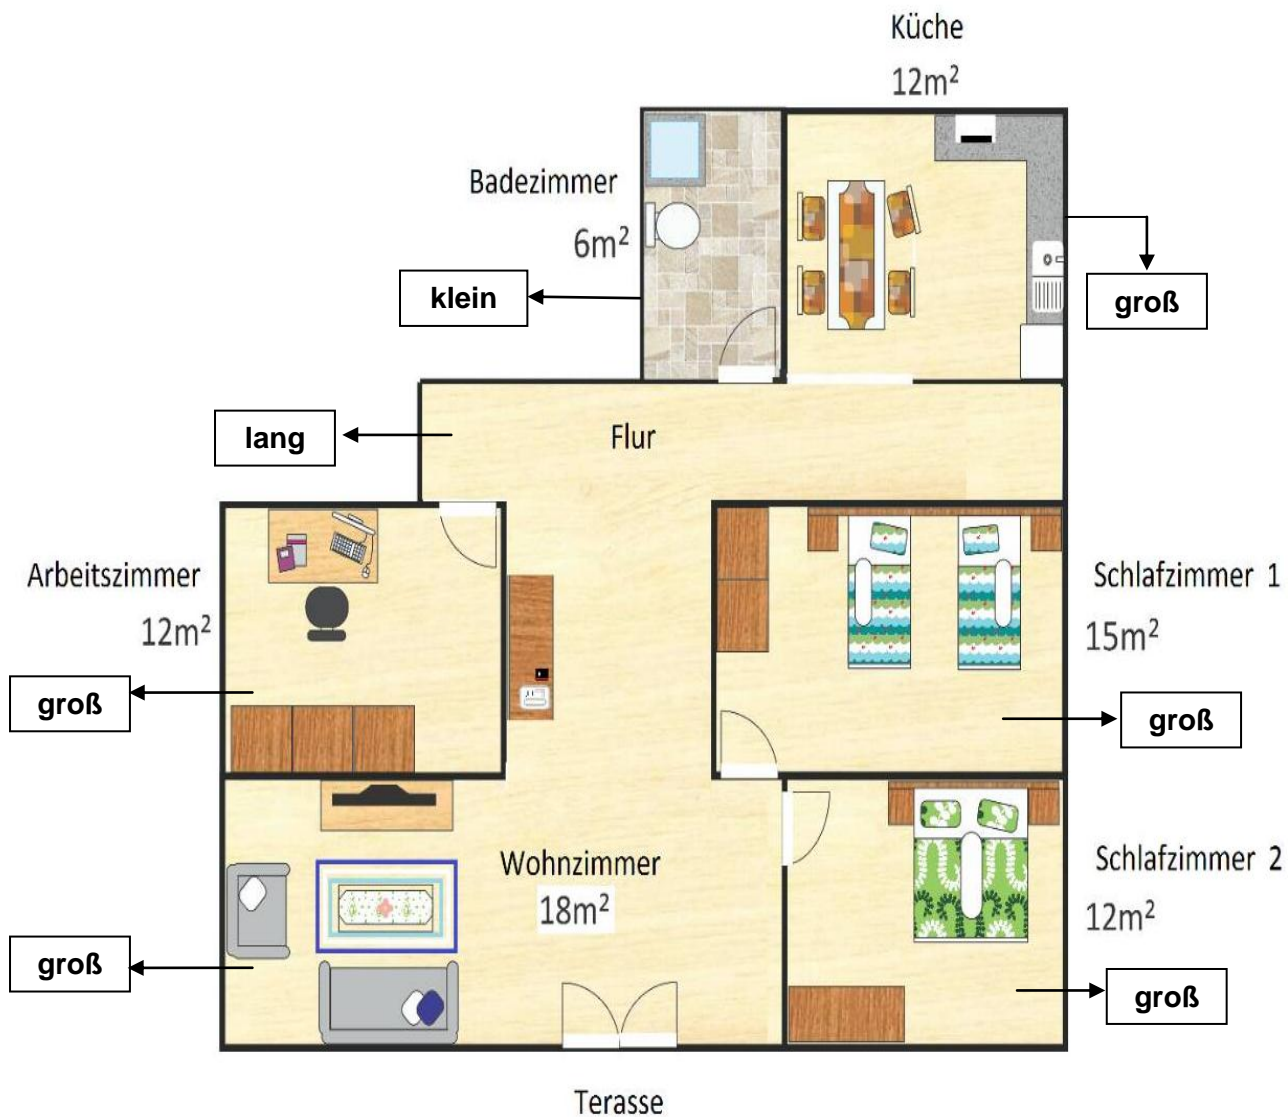 Küche
12m²
Badezimmer
6m²
klein
groß
lang
Flur
Arbeitszimmer
12m²
groß
Schlafzimmer 1
15m²
groß
Wohnzimmer
18m²
groß
Schlafzimmer 2
12m²
groß
Terasse